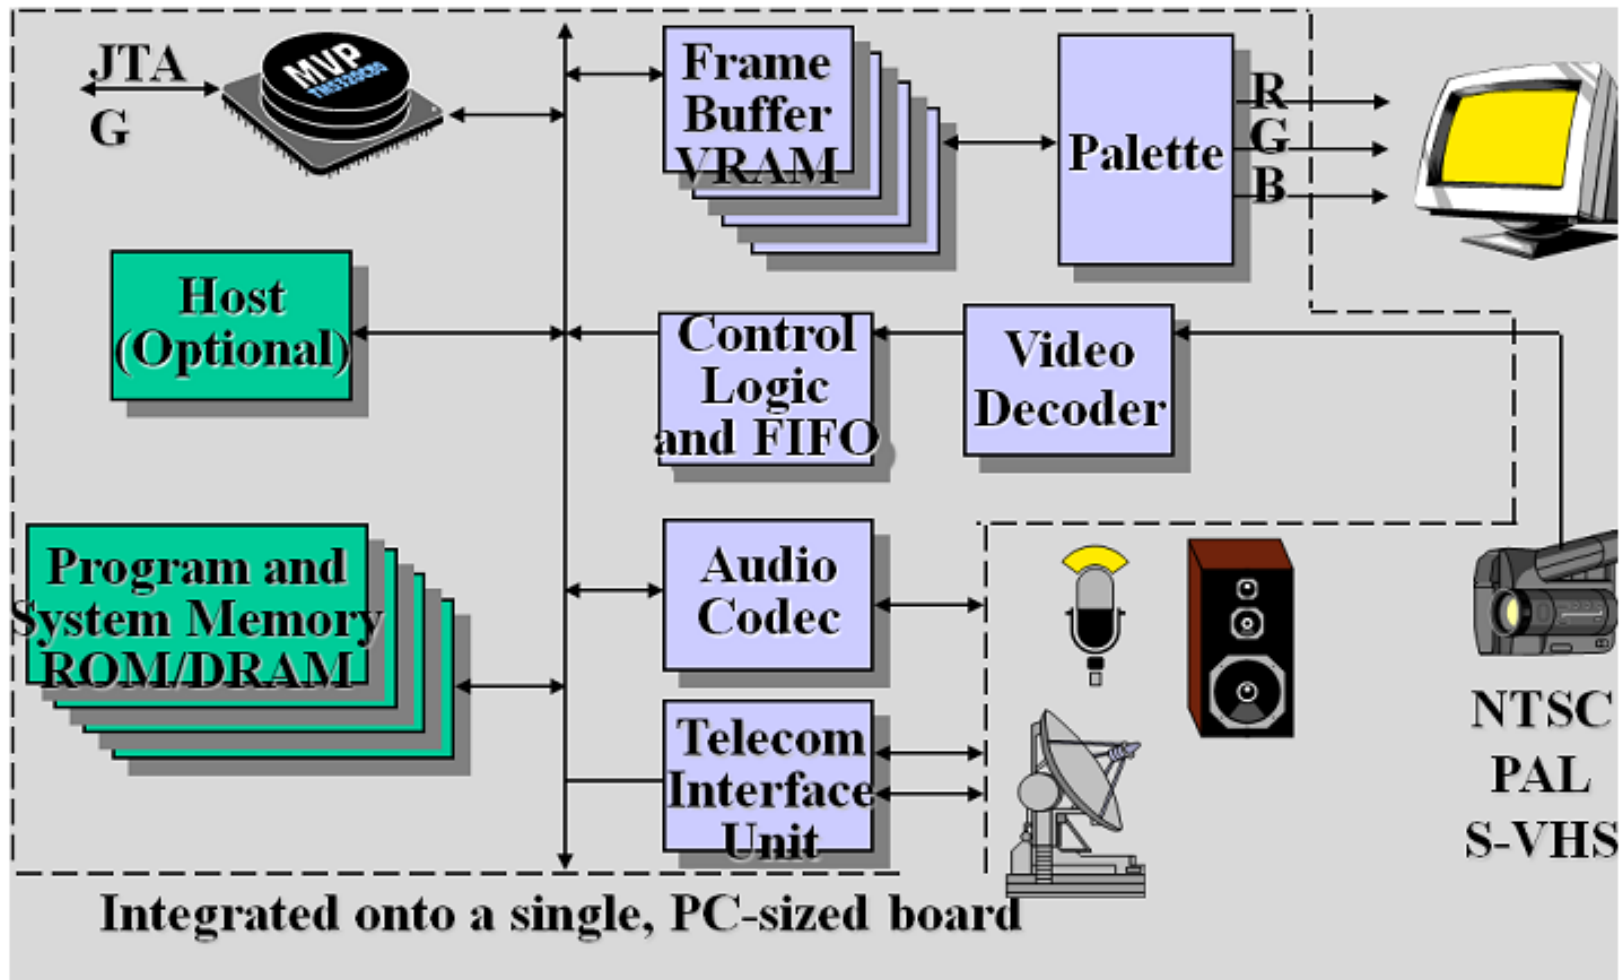 JTA
G
MVP
TMS320C80
Frame
Buffer
VRAM
Palette
R
G
B
Host
(Optional)
Control
Logic
and FIFO
Video
Decoder
Program and
System Memory
ROM/DRAM
Audio
Codec
Telecom
Interface
Unit
NTSC
PAL
S-VHS
Integrated onto a single, PC-sized board